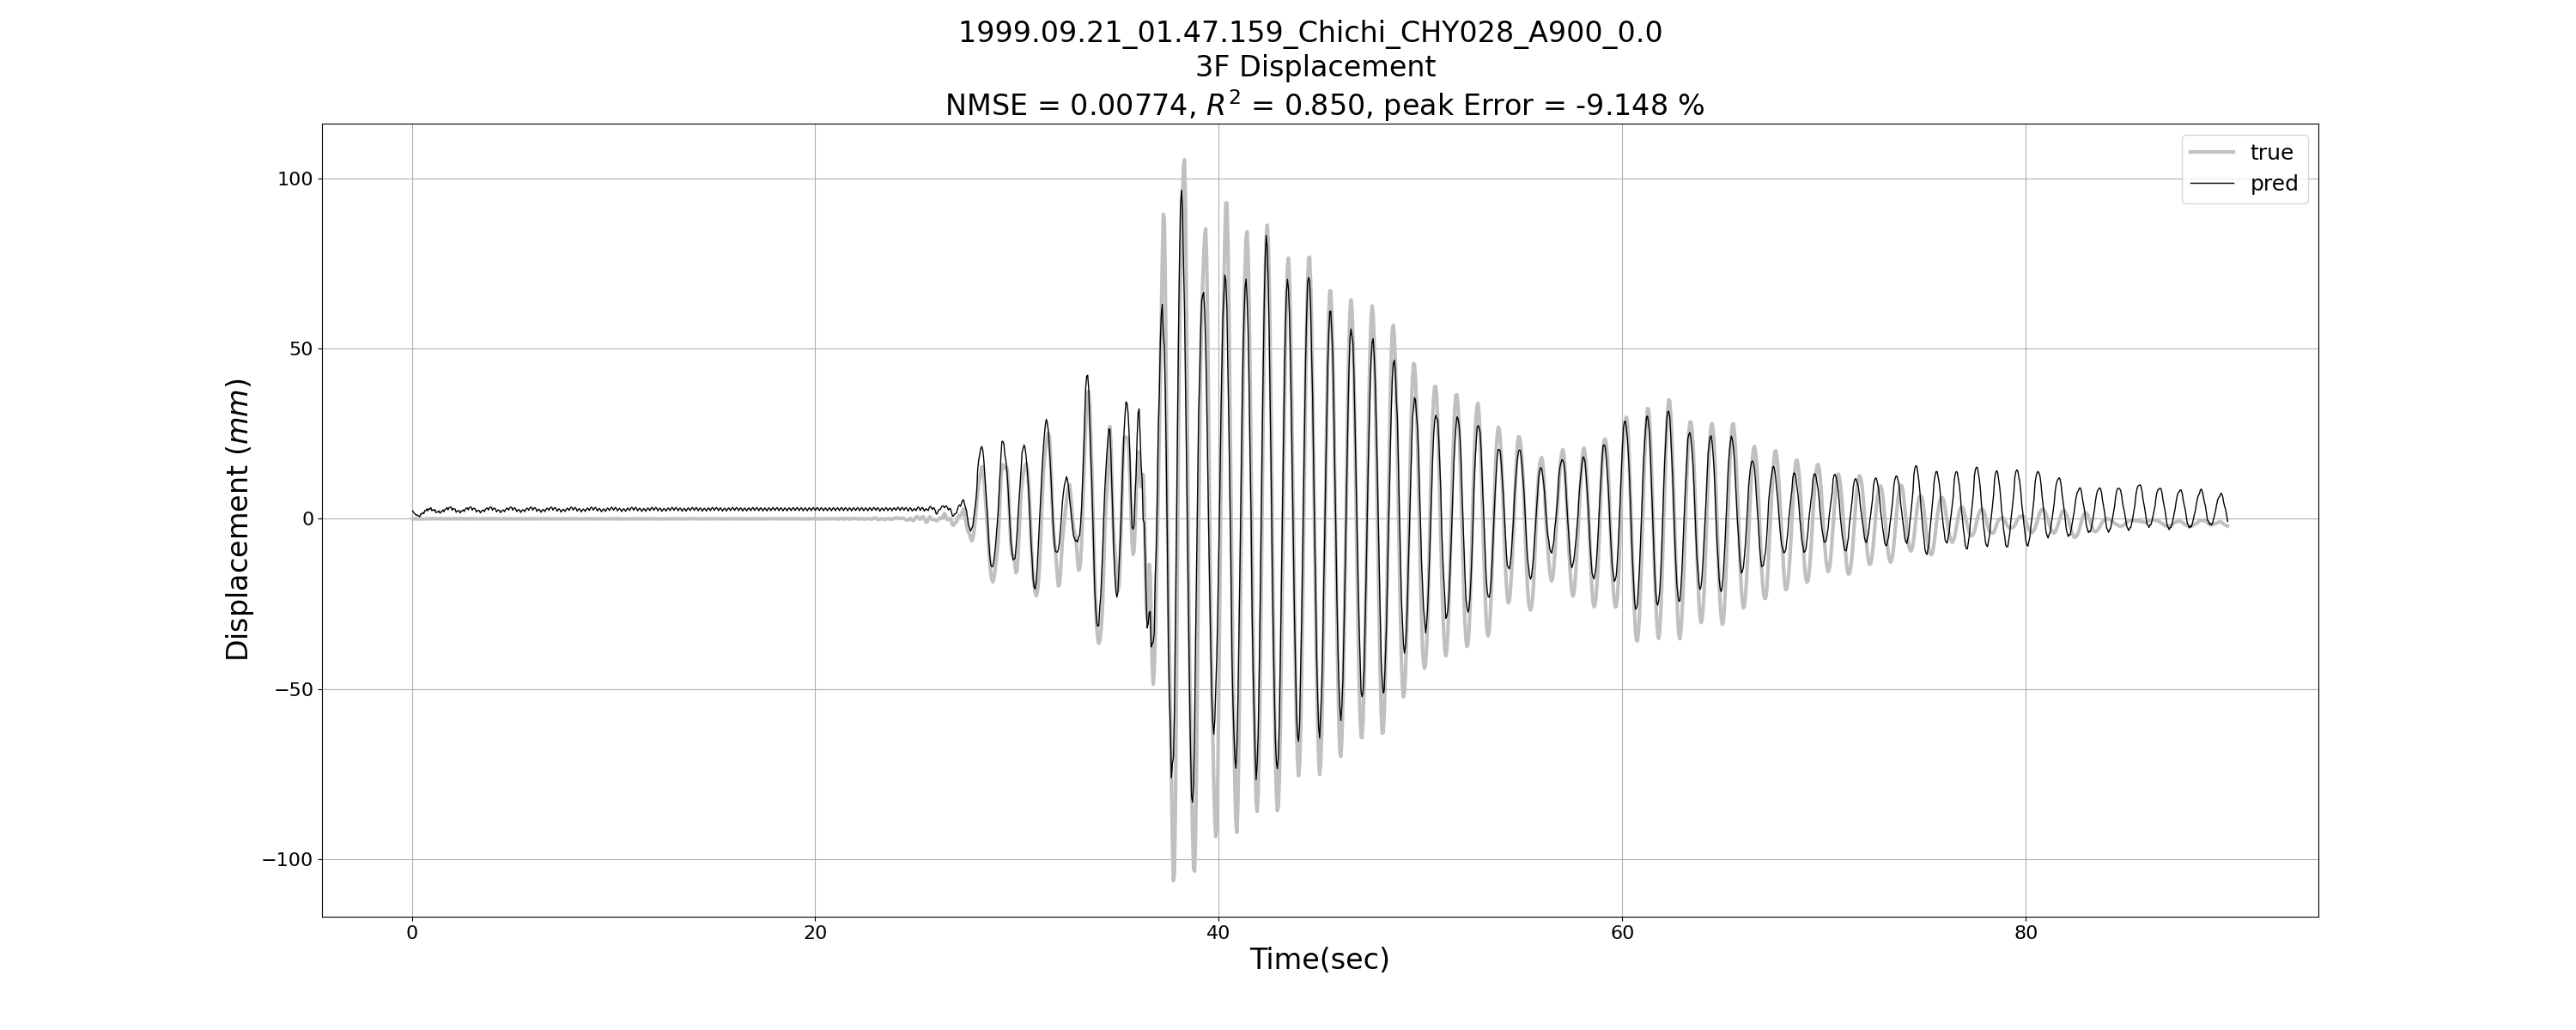 1999.09.21_01.47.159_Chichi_CHY028_A900_0.0
3F Displacement
NMSE = 0.00774, R² = 0.850, peak Error = -9.148 %
true
pred
100
50
0
−50
−100
Displacement (mm)
0 20 40 60 80
Time(sec)